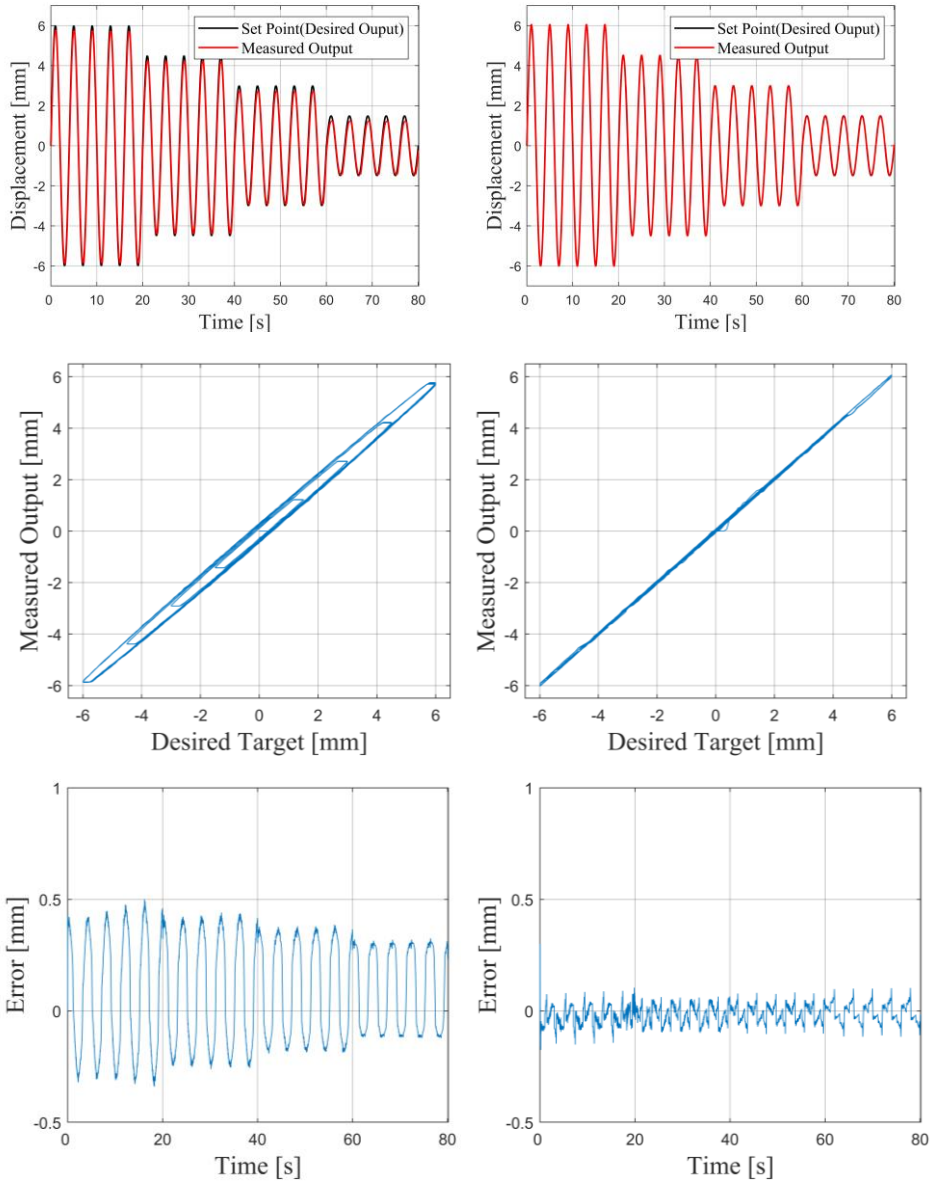 Set Point(Desired Ouput)
Measured Output
Displacement [mm]
6
4
2
0
-2
-4
-6
0 10 20 30 40 50 60 70 80
Time [s]
Set Point(Desired Ouput)
Measured Output
Displacement [mm]
6
4
2
0
-2
-4
-6
0 10 20 30 40 50 60 70 80
Time [s]
Measured Output [mm]
6
4
2
0
-2
-4
-6
-6 -4 -2 0 2 4 6
Desired Target [mm]
Measured Output [mm]
6
4
2
0
-2
-4
-6
-6 -4 -2 0 2 4 6
Desired Target [mm]
Error [mm]
1
0.5
0
-0.5
0 20 40 60 80
Time [s]
Error [mm]
1
0.5
0
-0.5
0 20 40 60 80
Time [s]